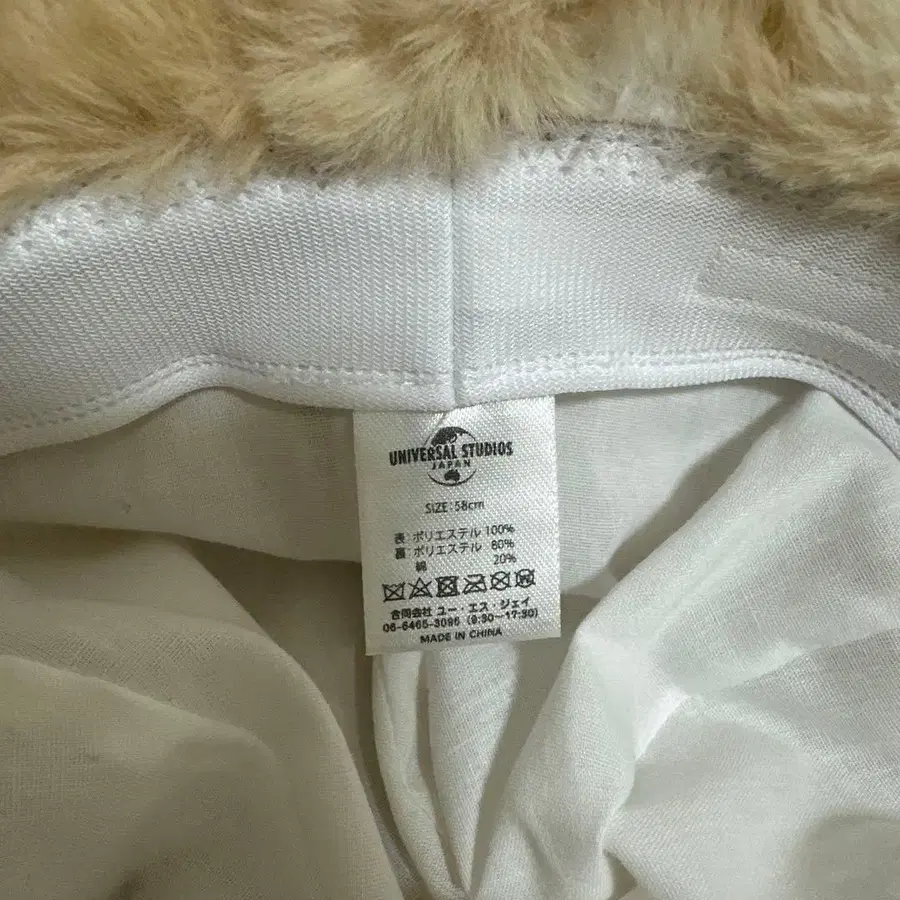 UNIVERSAL STUDIOS
JAPAN
SIZE:58cm
表:ポリエステル 100%
裏:ポリエステル 80%
綿 20%
合同会社 ユー・エス・ジェイ
06-6465-3095 (9:30〜17:30)
MADE IN CHINA